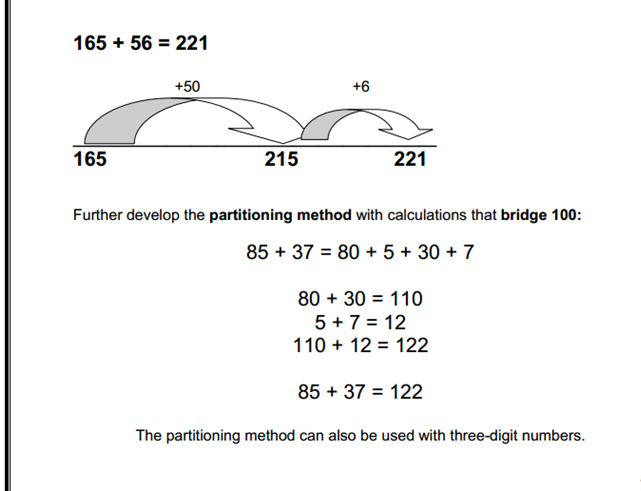 165 + 56 = 221
+50 +6
165 215 221
Further develop the partitioning method with calculations that bridge 100:
85 + 37 = 80 + 5 + 30 + 7
80 + 30 = 110
5 + 7 = 12
110 + 12 = 122
85 + 37 = 122
The partitioning method can also be used with three-digit numbers.